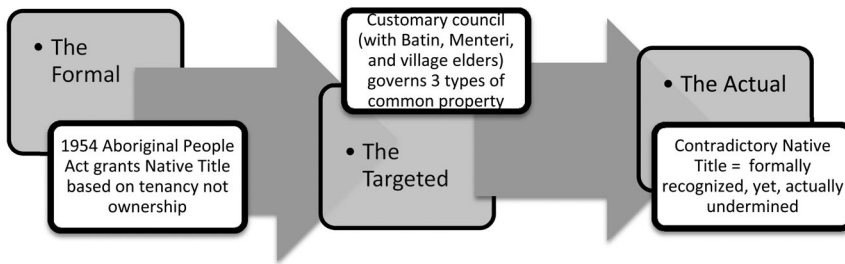 • The
Formal
1954 Aboriginal People
Act grants Native Title
based on tenancy not
ownership
Customary council
(with Batin, Menteri,
and village elders)
governs 3 types of
common property
• The
Targeted
• The Actual
Contradictory Native
Title = formally
recognized, yet, actually
undermined